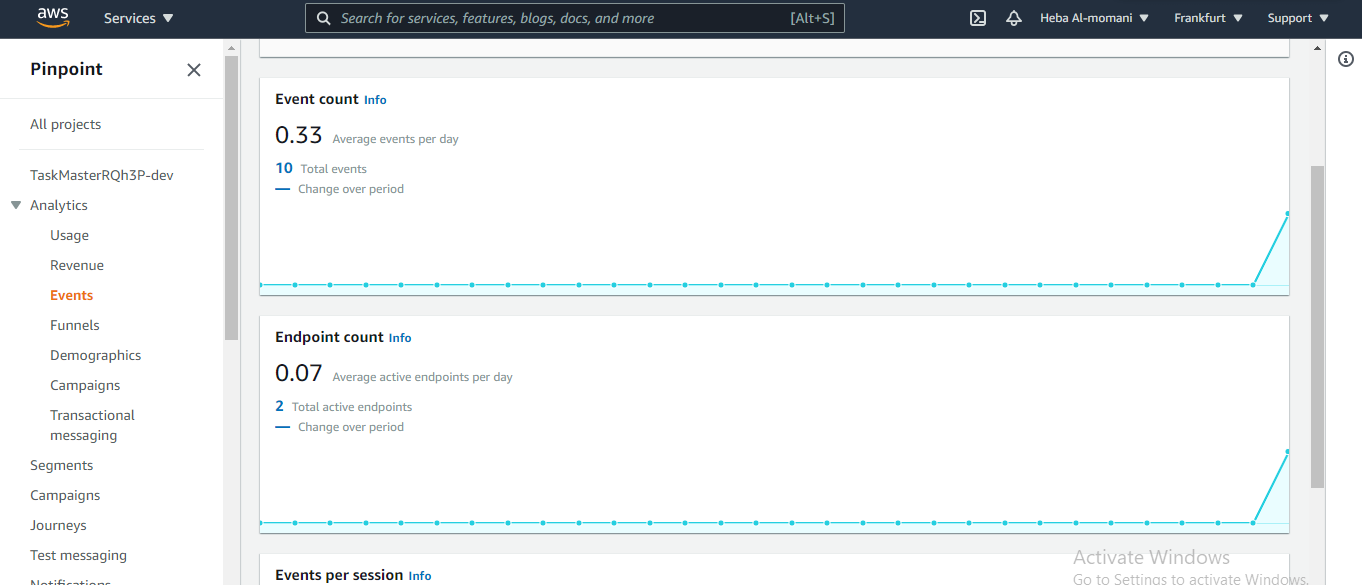 aws Services Search for services, features, blogs, docs, and more [Alt+S] Heba Al-momani Frankfurt Support
Pinpoint
All projects
TaskMasterRQh3P-dev
Analytics
Usage
Revenue
Events
Funnels
Demographics
Campaigns
Transactional
messaging
Segments
Campaigns
Journeys
Test messaging
Notifications
Event count Info
0.33 Average events per day
10 Total events
Change over period
Endpoint count Info
0.07 Average active endpoints per day
2 Total active endpoints
Change over period
Events per session Info
Activate Windows
Go to Settings to activate Windows.